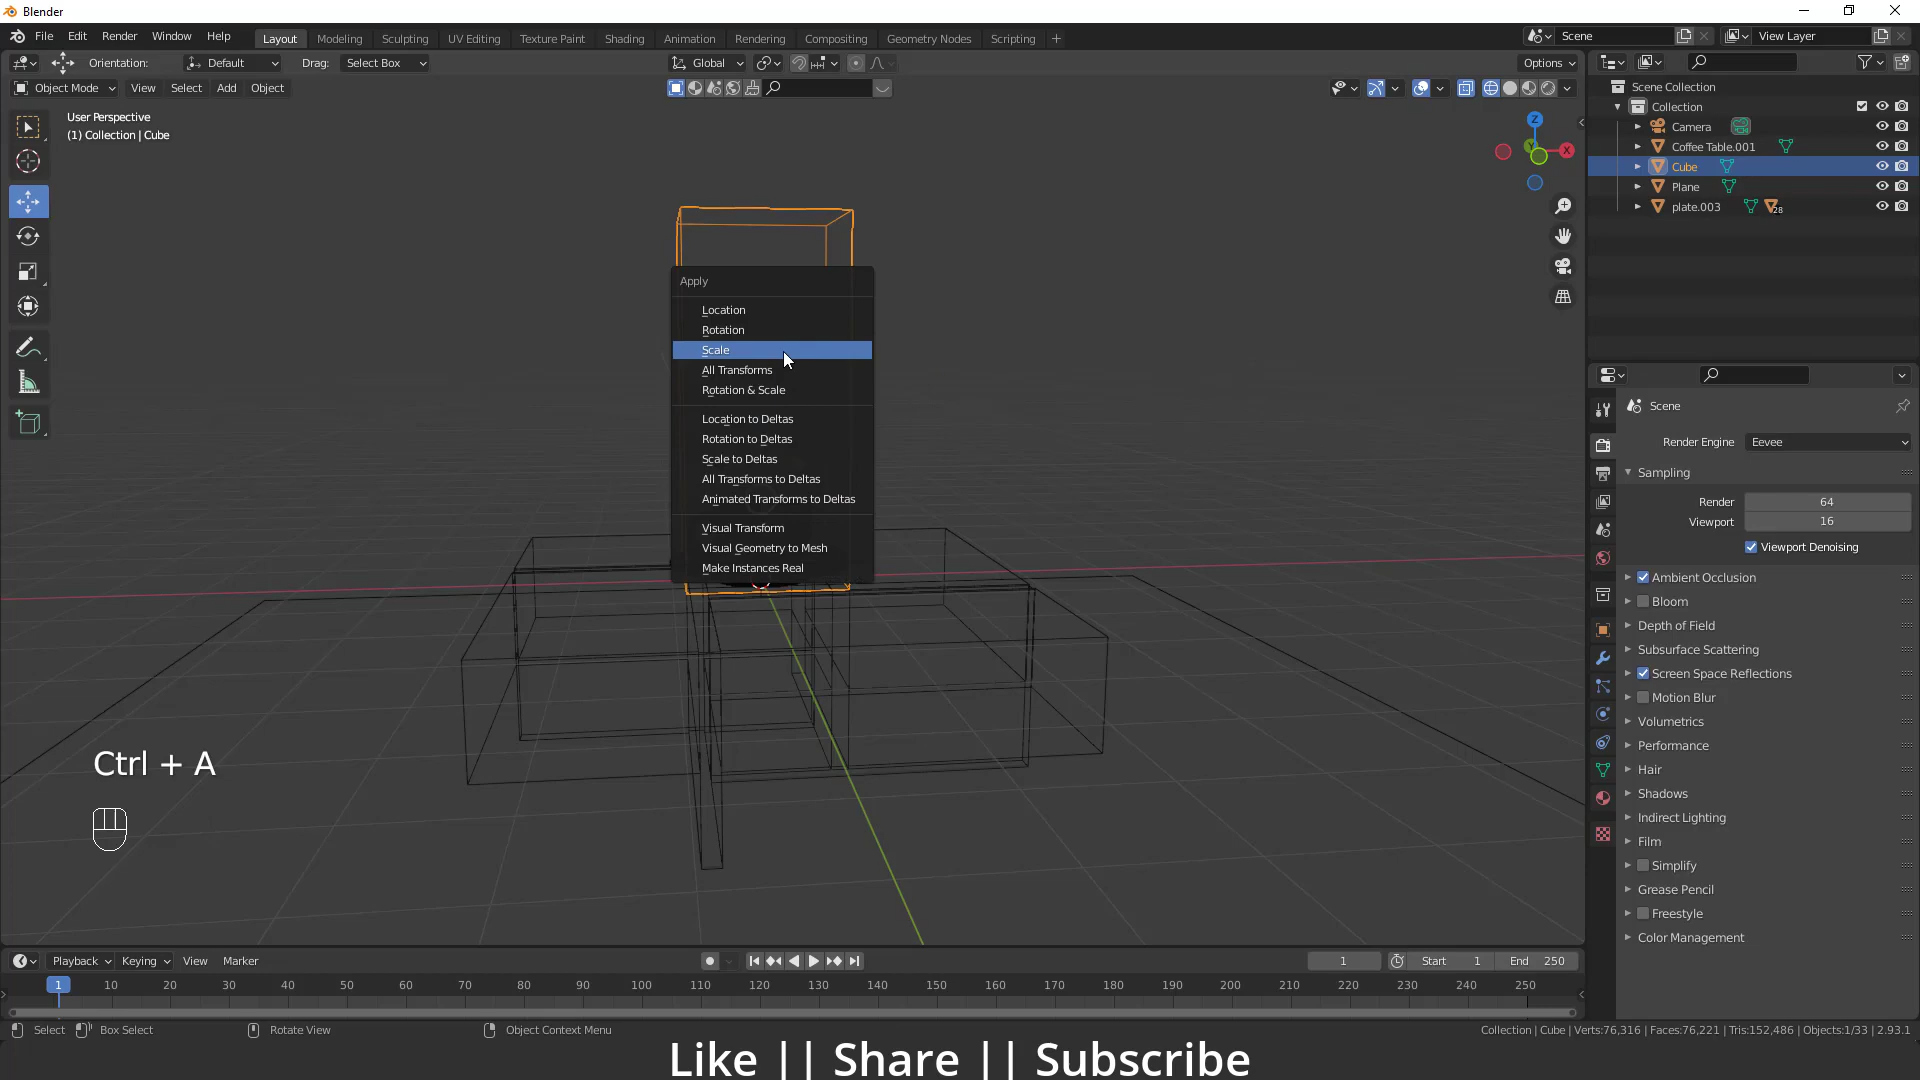 Blender
File Edit Render Window Help
Layout Modeling Sculpting UV Editing Texture Paint Shading Animation Rendering Compositing Geometry Nodes Scripting +
Scene
View Layer
Orientation: Default Drag: Select Box
Global
Options
Object Mode View Select Add Object
User Perspective
(1) Collection | Cube
Z
Y
X
Scene Collection
Collection
Camera
Coffee Table.001
Cube
Plane
plate.003 28
Apply
Location
Rotation
Scale
All Transforms
Rotation & Scale
Location to Deltas
Rotation to Deltas
Scale to Deltas
All Transforms to Deltas
Animated Transforms to Deltas
Visual Transform
Visual Geometry to Mesh
Make Instances Real
Scene
Render Engine Eevee
Sampling
Render 64
Viewport 16
Viewport Denoising
Ambient Occlusion
Bloom
Depth of Field
Subsurface Scattering
Screen Space Reflections
Motion Blur
Volumetrics
Performance
Hair
Shadows
Indirect Lighting
Film
Simplify
Grease Pencil
Freestyle
Color Management
Ctrl + A
Playback Keying View Marker
1 Start 1 End 250
1 10 20 30 40 50 60 70 80 90 100 110 120 130 140 150 160 170 180 190 200 210 220 230 240 250
Select Box Select Rotate View Object Context Menu
Collection | Cube | Verts:76,316 | Faces:76,221 | Tris:152,486 | Objects:1/33 | 2.93.1
Like || Share || Subscribe